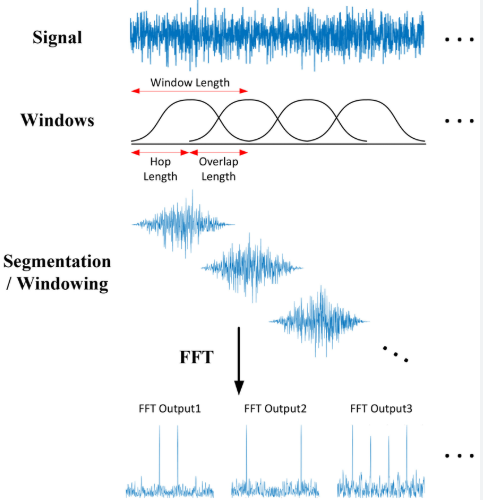 Signal
Window Length
Windows
Hop
Length
Overlap
Length
Segmentation
/ Windowing
FFT
FFT Output1
FFT Output2
FFT Output3